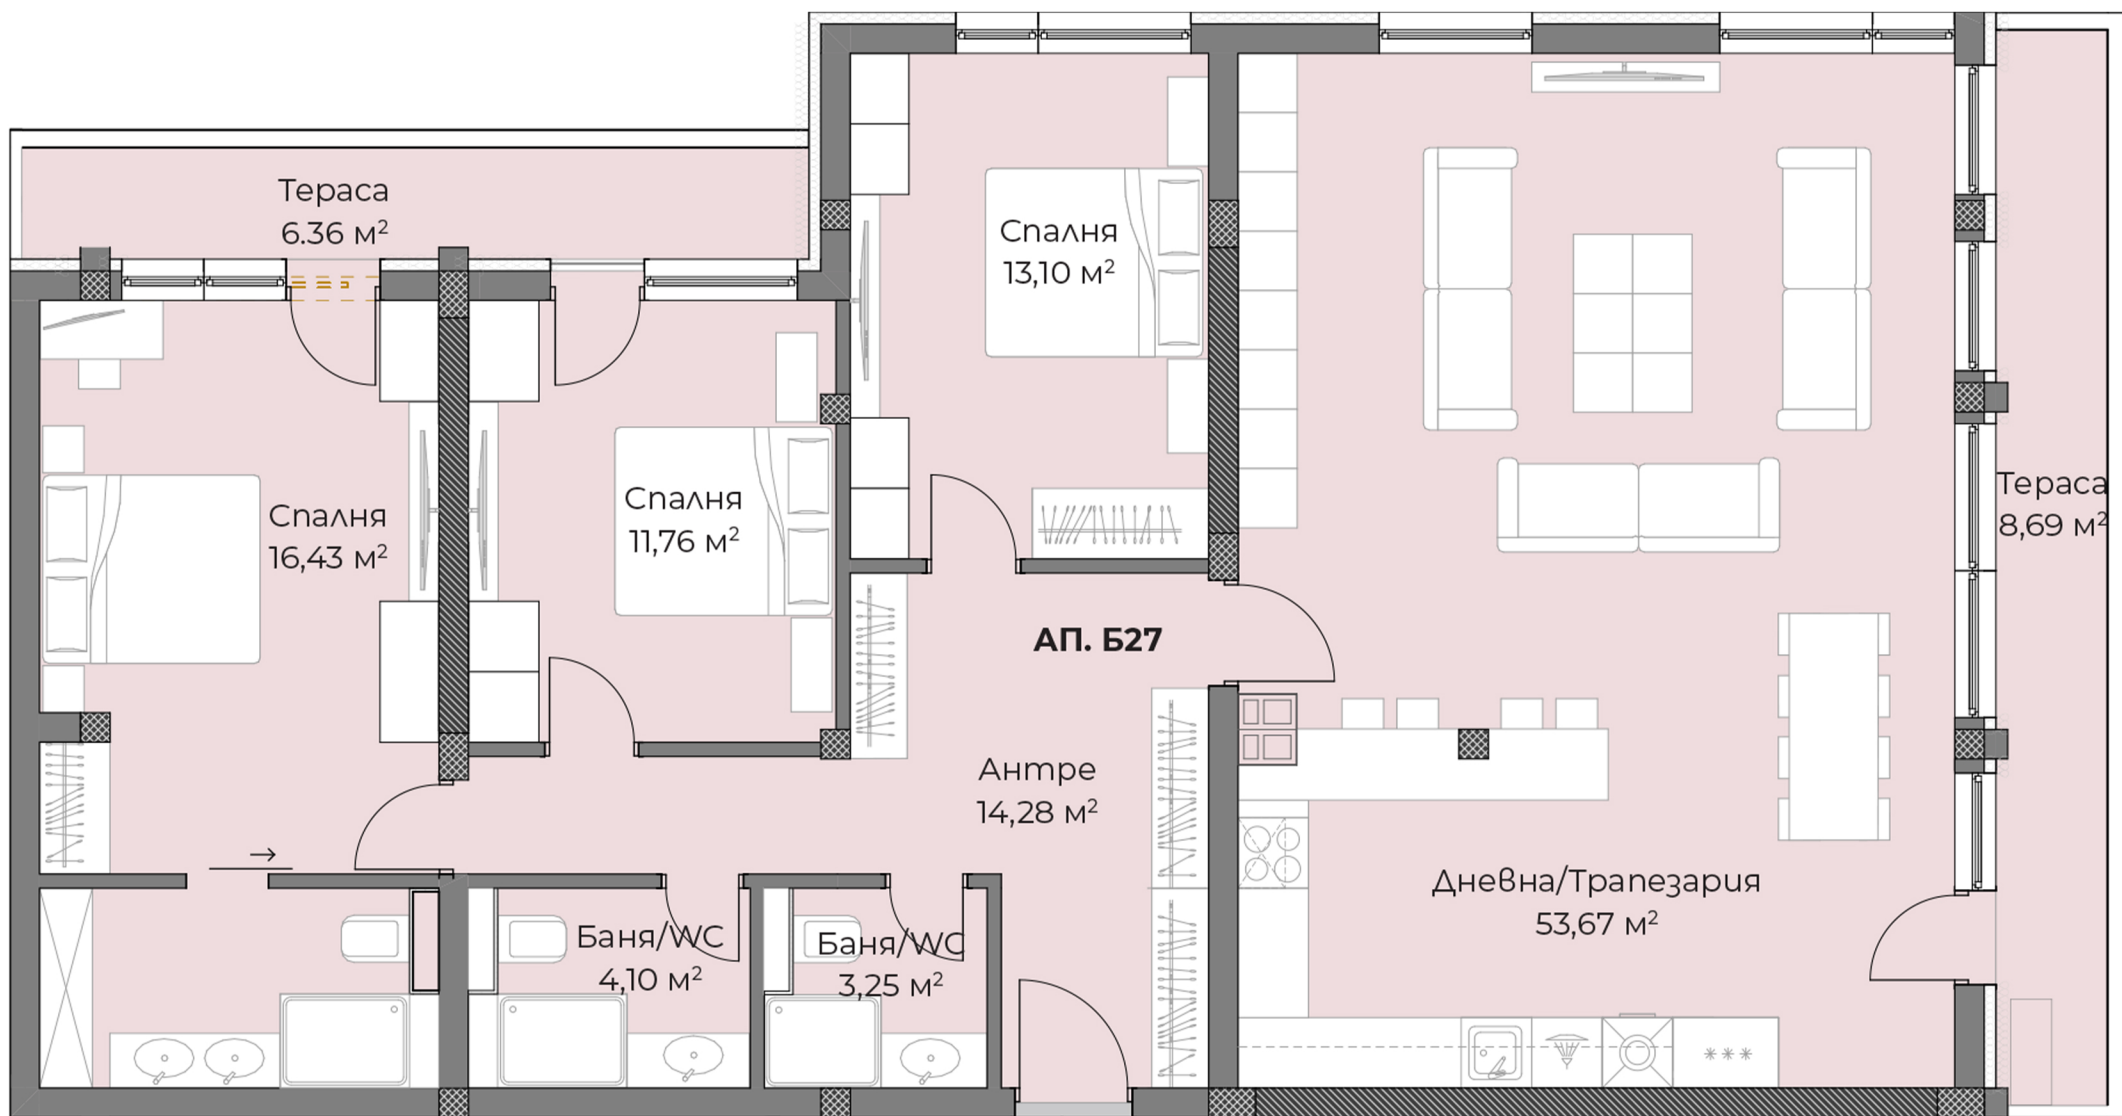 Тераса
6.36 м²
Спалня
13,10 м²
Спалня
16,43 м²
Спалня
11,76 м²
Тераса
8,69 м²
АП. Б27
Антре
14,28 м²
Дневна/Трапезария
53,67 м²
Баня/WC
4,10 м²
Баня/WC
3,25 м²